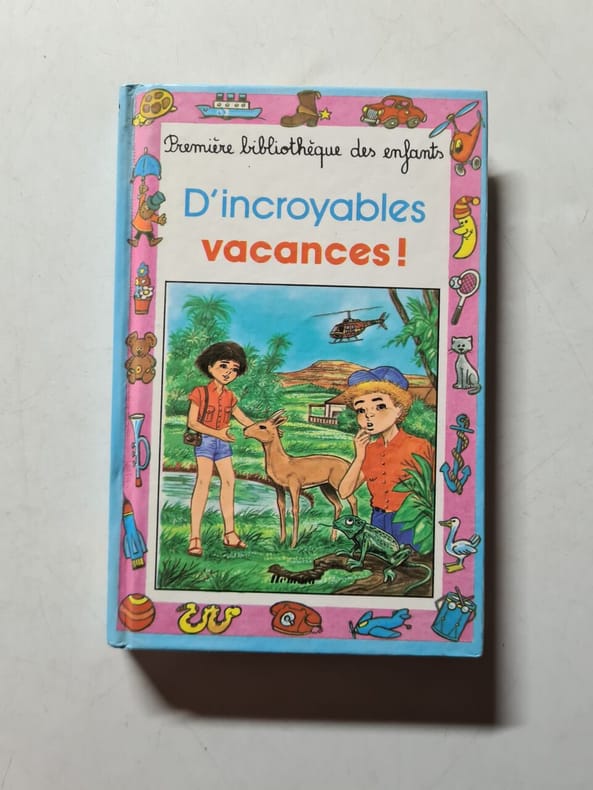 Première bibliothèque des enfants
D'incroyables
vacances !